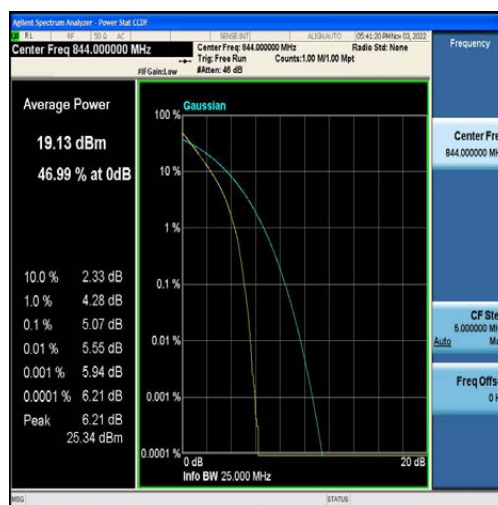 Agilent Spectrum Analyzer - Power Stat CCDF
RL RF 50 Ω AC SENSE:INT ALIGN AUTO 05:41:20 PM Nov 03, 2022
Center Freq 844.000000 MHz
Center Freq: 844.000000 MHz Radio Std: None
Trig: Free Run Counts:1.00 M/1.00 Mpt
#IFGain:Low #Atten: 46 dB
Frequency
Average Power
19.13 dBm
46.99 % at 0dB
10.0 % 2.33 dB
1.0 % 4.28 dB
0.1 % 5.07 dB
0.01 % 5.55 dB
0.001 % 5.94 dB
0.0001 % 6.21 dB
Peak 6.21 dB
25.34 dBm
Gaussian
100 %
10 %
1 %
0.1 %
0.01 %
0.001 %
0.0001 %
0 dB 20 dB
Info BW 25.000 MHz
Center Fre
844.000000 MH
CF Ste
5.000000 MH
Auto Ma
Freq Offs
0 H
MSG STATUS